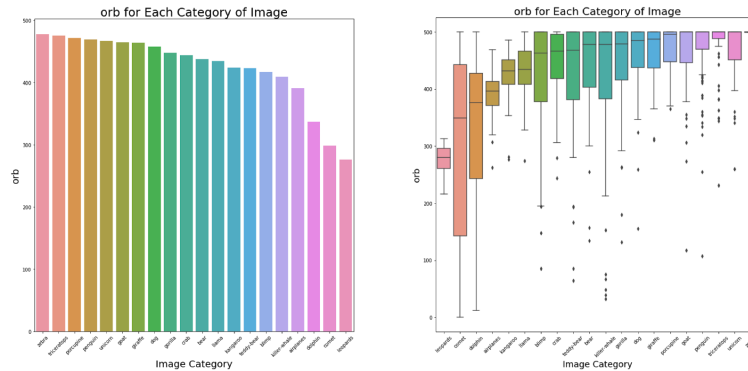 orb for Each Category of Image
500
400
300
200
100
0
orb
zebra
triceratops
porcupine
penguin
unicorn
goat
giraffe
dog
gorilla
crab
bear
llama
kangaroo
teddy-bear
blimp
killer-whale
airplanes
dolphin
comet
leopards
Image Category
orb for Each Category of Image
500
400
300
200
100
0
orb
leopards
comet
dolphin
airplanes
kangaroo
llama
blimp
crab
teddy-bear
bear
killer-whale
gorilla
dog
giraffe
porcupine
goat
penguin
triceratops
unicorn
Image Category